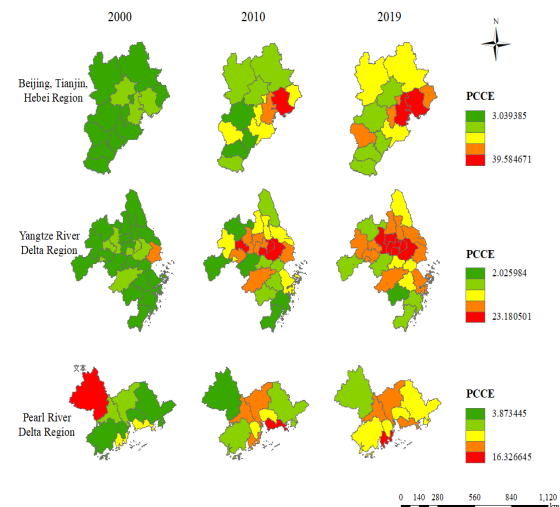 2000 2010 2019
N
Beijing, Tianjin,
Hebei Region
PCCE
3.039385
39.584671
Yangtze River
Delta Region
PCCE
2.025984
23.180501
文本
Pearl River
Delta Region
PCCE
3.873445
16.326645
0 140 280 560 840 1,120